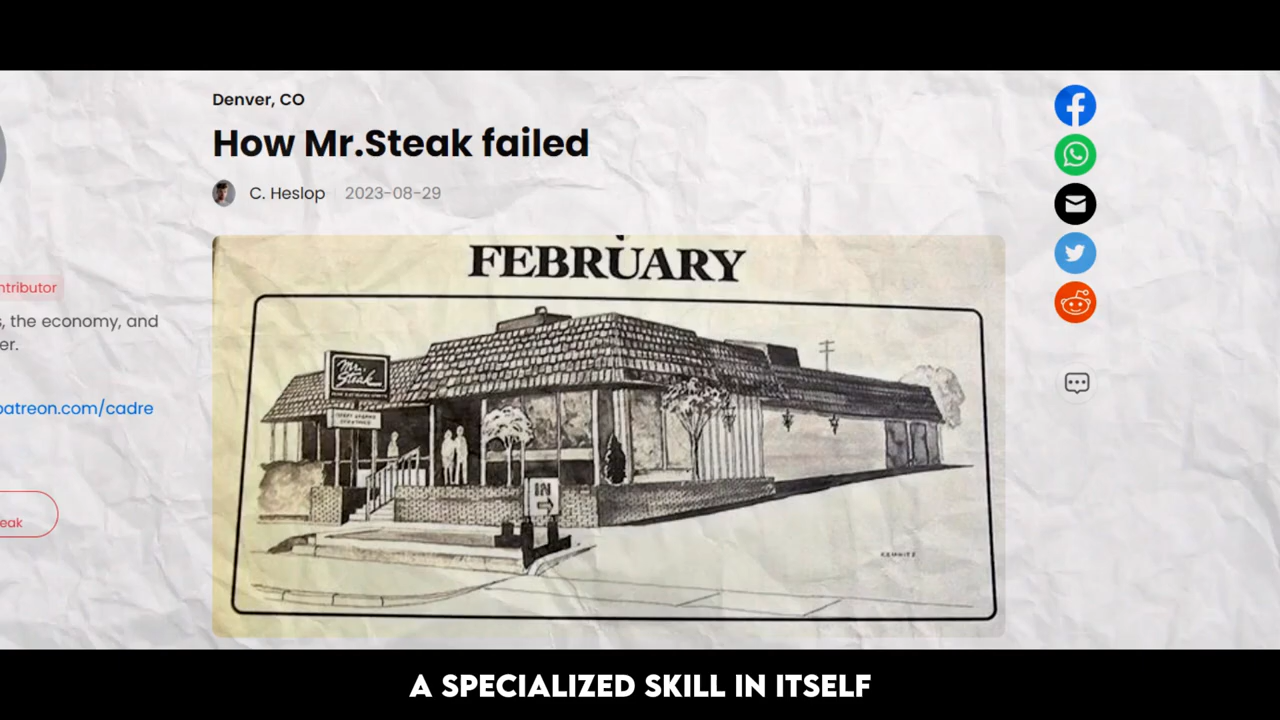 Denver, CO
How Mr.Steak failed
C. Heslop 2023-08-29
FEBRUARY
Mr.
Steak
IN
ntributor
s, the economy, and
er.
patreon.com/cadre
eak
A SPECIALIZED SKILL IN ITSELF